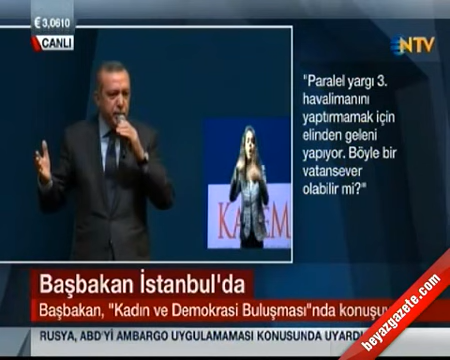 € 3,0610
CANLI
NTV
"Paralel yargı 3.
havalimanını
yaptırmamak için
elinden geleni
yapıyor. Böyle bir
vatansever
olabilir mi?"
Başbakan İstanbul'da
Başbakan, "Kadın ve Demokrasi Buluşması"nda konuşu
RUSYA, ABD'Yİ AMBARGO UYGULAMAMASI KONUSUNDA UYARDI
beyazgazete.com